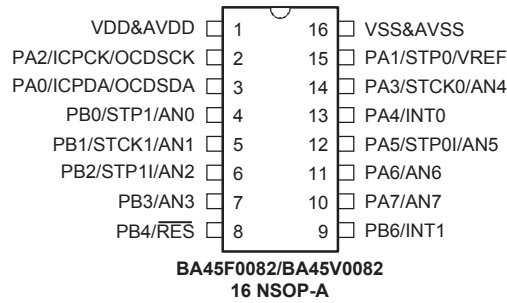 VDD&AVDD 1 16 VSS&AVSS
PA2/ICPCK/OCDSCK 2 15 PA1/STP0/VREF
PA0/ICPDA/OCDSDA 3 14 PA3/STCK0/AN4
PB0/STP1/AN0 4 13 PA4/INT0
PB1/STCK1/AN1 5 12 PA5/STP0I/AN5
PB2/STP1I/AN2 6 11 PA6/AN6
PB3/AN3 7 10 PA7/AN7
PB4/RES 8 9 PB6/INT1
BA45F0082/BA45V0082
16 NSOP-A